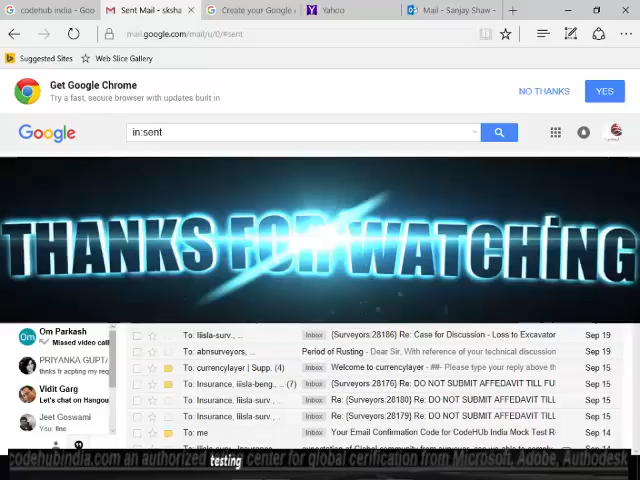 codehub india - Goo
Sent Mail - sksha
Create your Google
Yahoo
Mail - Sanjay Shaw -
mail.google.com/mail/u/0/#sent
Suggested Sites
Web Slice Gallery
Get Google Chrome
Try a fast, secure browser with updates built in
NO THANKS
YES
Google
in:sent
THANKS FOR WATCHiNG
Om Parkash
Missed video call
PRIYANKA GUPTA
thnks fr acpting my req
Vidit Garg
Let's chat on Hangou
Jeet Goswami
You: fine
To: liisla-surv., .. Inbox (Surveyors:28186) Re: Case for Discussion - Loss to Excavator Sep 19
To: abnsurveyors, .. Period of Rusting - Dear Sir, With reference of your technical discussion Sep 19
To: currencylayer | Supp. (4) Inbox Welcome to currencylayer - ##- Please type your reply above th Sep 15
To: Insurance, iiisla-beng., .. (7) Inbox (Surveyors:28176) Re: DO NOT SUBMIT AFFEDAVIT TILL FU Sep 15
To: Insurance, iiisla-surv., .. Inbox Re: (Surveyors:28180) Re: DO NOT SUBMIT AFFEDAVIT TILL Sep 15
To: Insurance, iiisla-surv., .. Inbox Re: (Surveyors:28179) Re: DO NOT SUBMIT AFFEDAVIT TILL Sep 15
To: me Inbox Your Email Confirmation Code for CodeHUB India Mock Test R Sep 14
Sep 14
codehubindia.com an authorized testing center for global cerification from Microsoft, Adobe, Authodesk